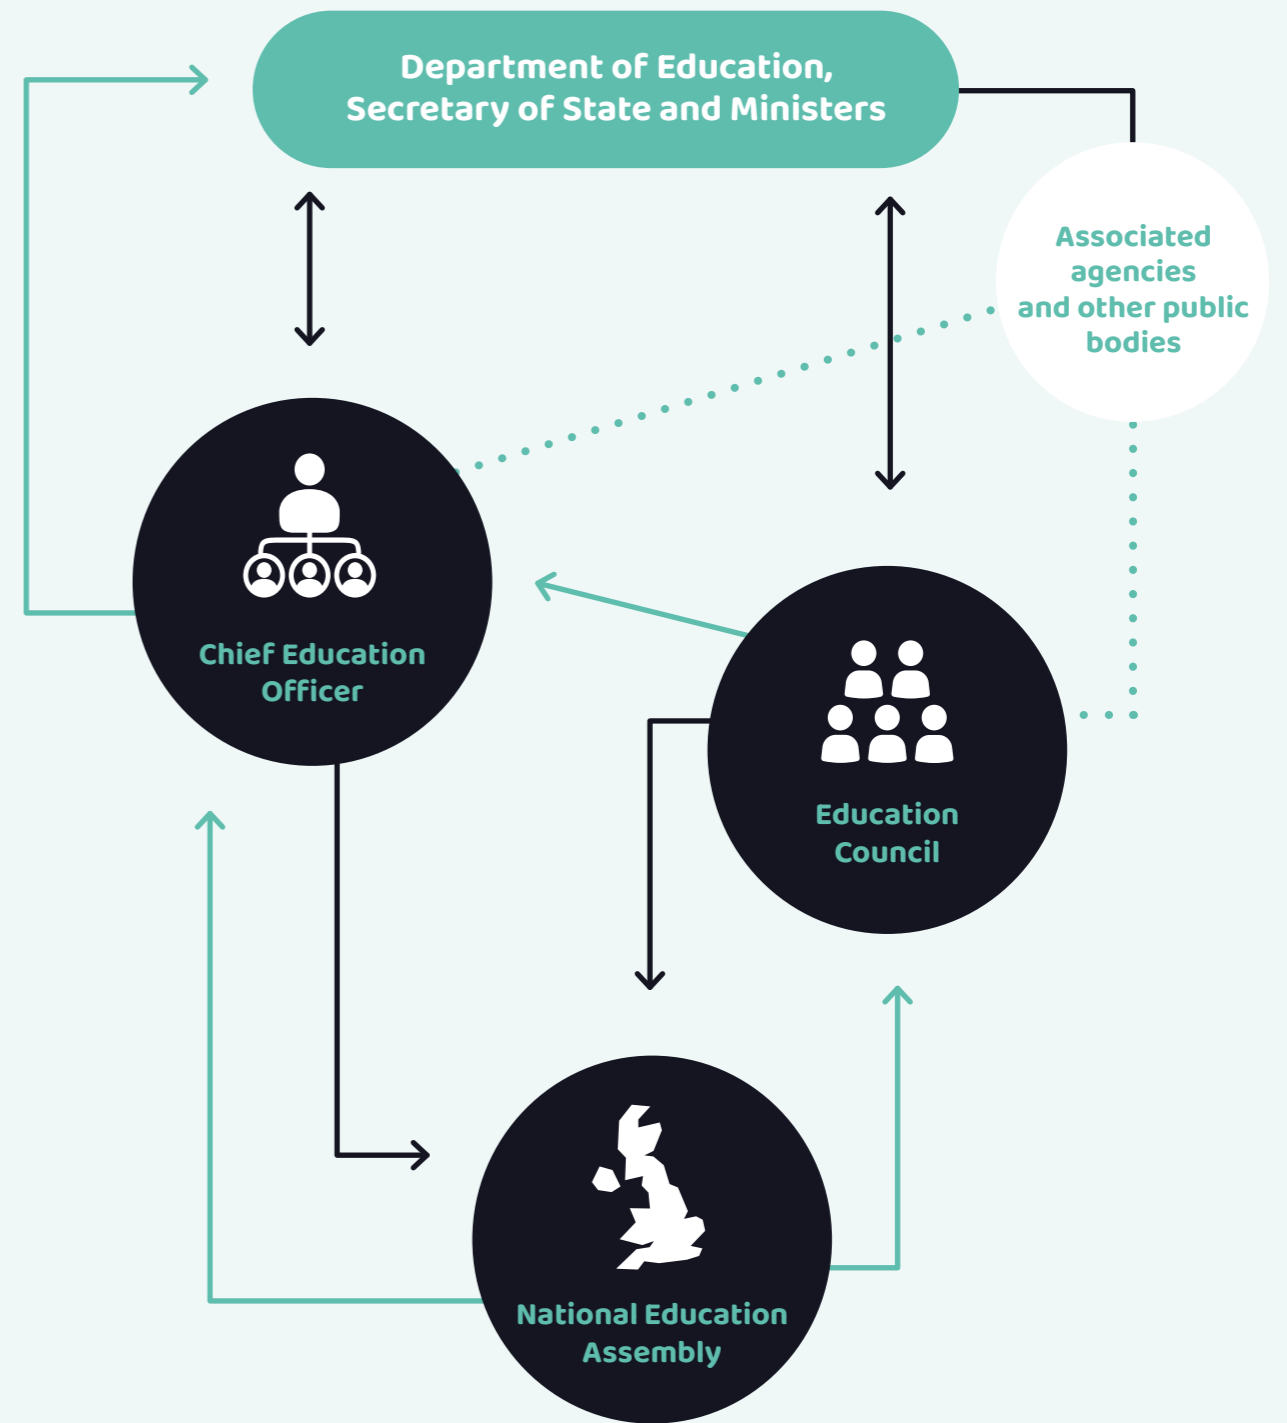 Department of Education,
Secretary of State and Ministers
Associated
agencies
and other public
bodies
Chief Education
Officer
Education
Council
National Education
Assembly